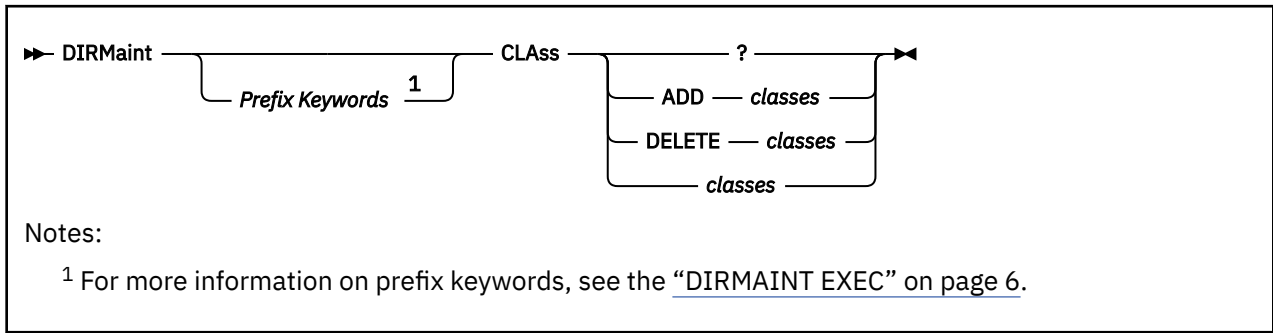 DIRMaint Prefix Keywords 1 CLAss ?
ADD classes
DELETE classes
classes
Notes:
1 For more information on prefix keywords, see the “DIRMAINT EXEC” on page 6.